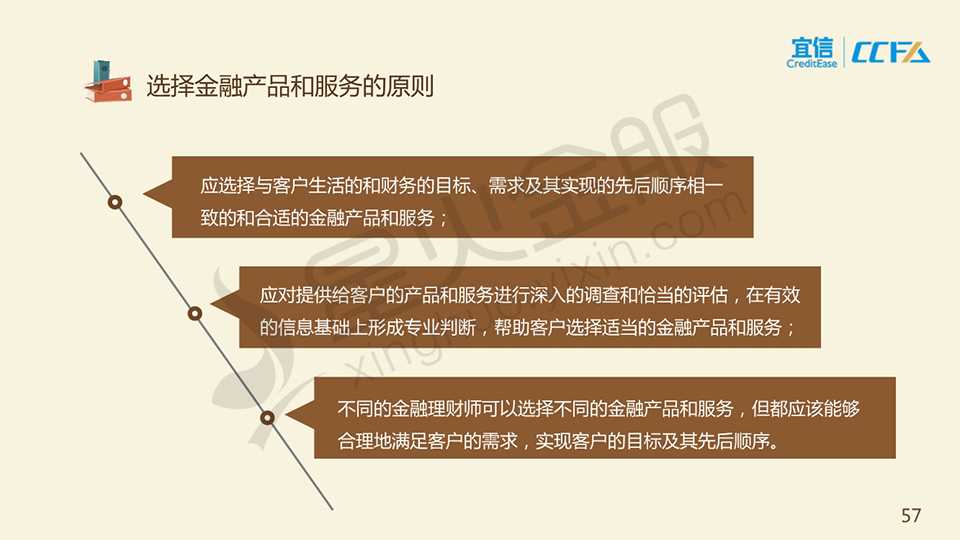 宜信
CreditEase
CCFA
选择金融产品和服务的原则
应选择与客户生活的和财务的目标、需求及其实现的先后顺序相一
致的和合适的金融产品和服务；
应对提供给客户的产品和服务进行深入的调查和恰当的评估，在有效
的信息基础上形成专业判断，帮助客户选择适当的金融产品和服务；
不同的金融理财师可以选择不同的金融产品和服务，但都应该能够
合理地满足客户的需求，实现客户的目标及其先后顺序。
星火金服
xinghuoyixin.com
57